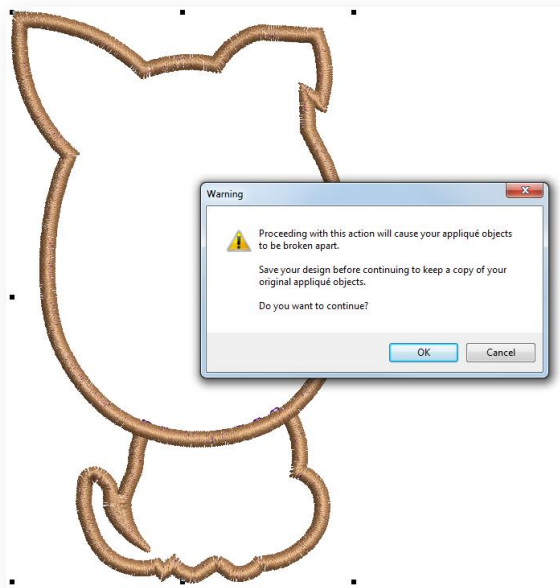 Warning
Proceeding with this action will cause your appliqué objects
to be broken apart.
Save your design before continuing to keep a copy of your
original appliqué objects.
Do you want to continue?
OK
Cancel